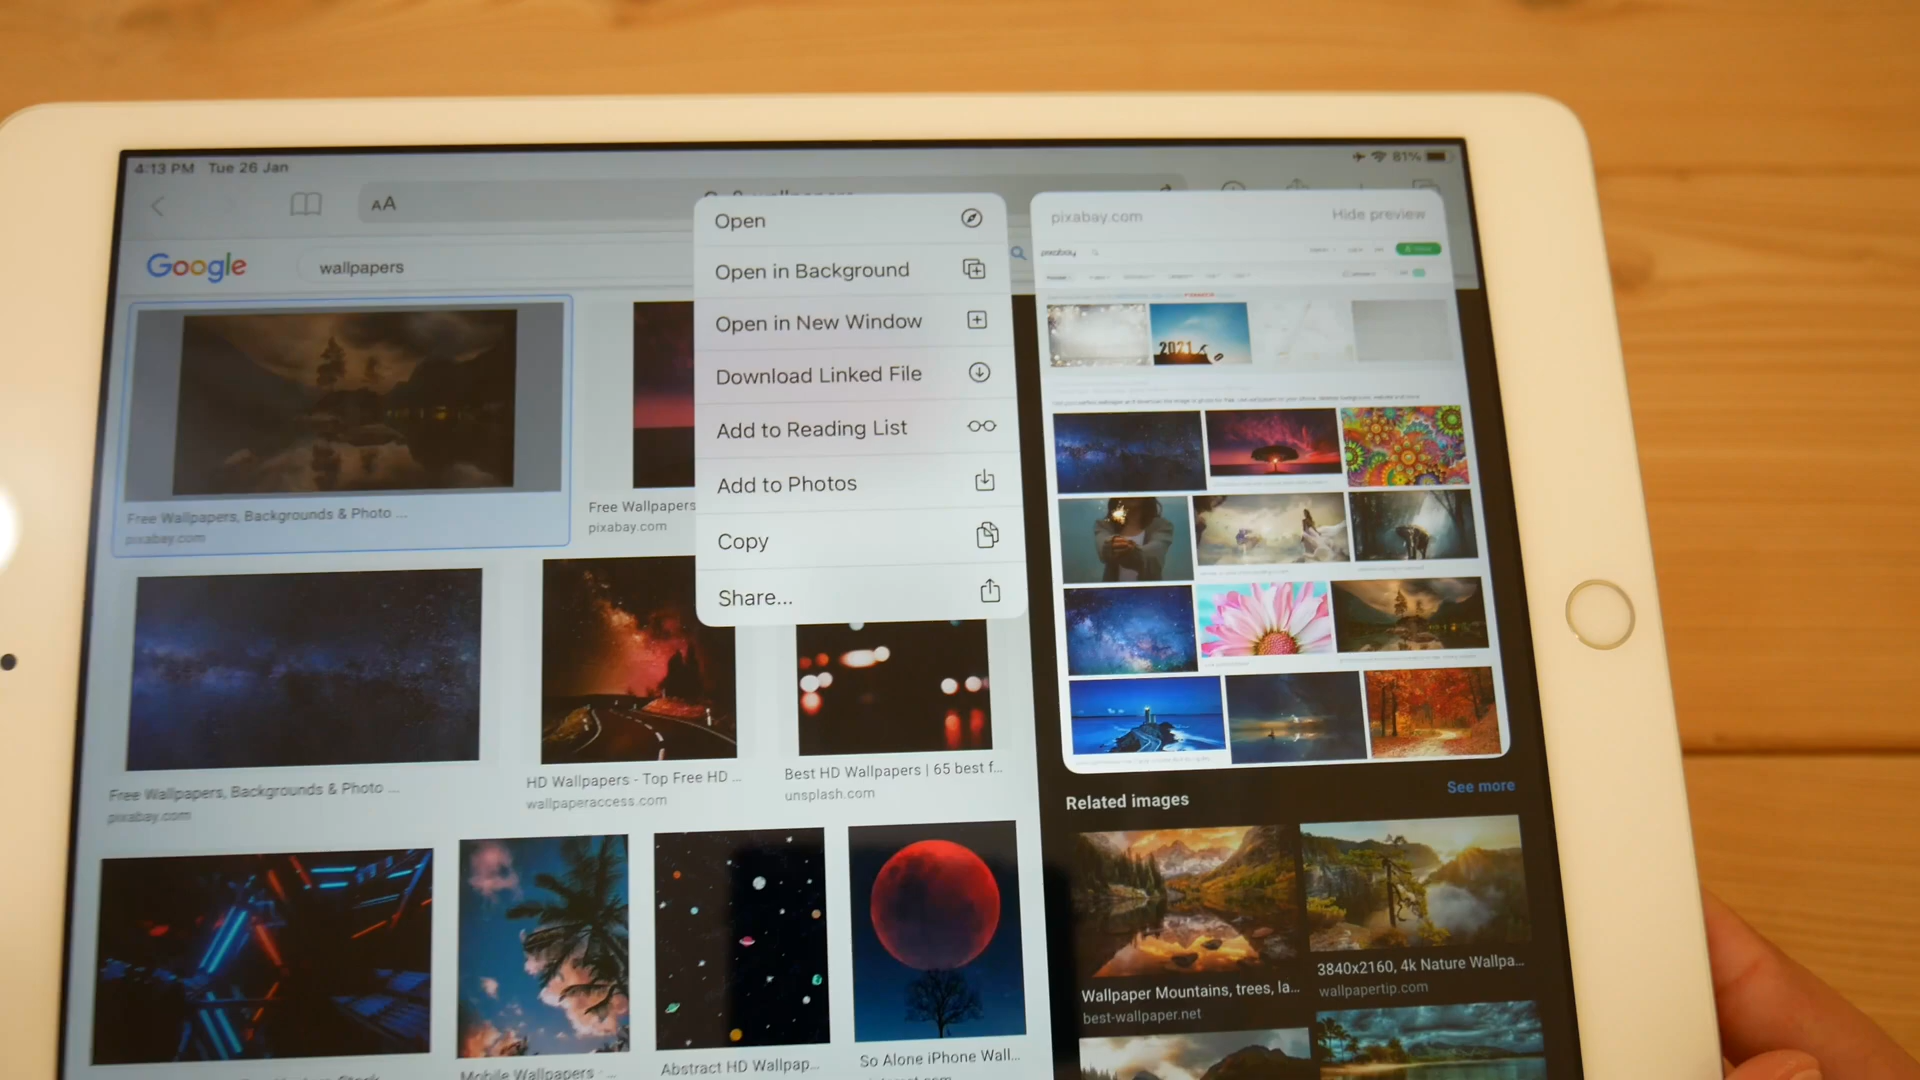 4:13 PM Tue 26 Jan
81%
AA
Google
wallpapers
Open
Open in Background
Open in New Window
Download Linked File
Add to Reading List
Add to Photos
Copy
Share...
pixabay.com
Hide preview
pixabay
2021
Free Wallpapers, Backgrounds & Photo ...
pixabay.com
Free Wallpapers
pixabay.com
Free Wallpapers, Backgrounds & Photo ...
pixabay.com
HD Wallpapers - Top Free HD ...
wallpaperaccess.com
Best HD Wallpapers | 65 best f...
unsplash.com
Related images
See more
Wallpaper Mountains, trees, la...
best-wallpaper.net
3840x2160, 4k Nature Wallpa...
wallpapertip.com
Mobile Wallpapers
Abstract HD Wallpap...
So Alone iPhone Wall...